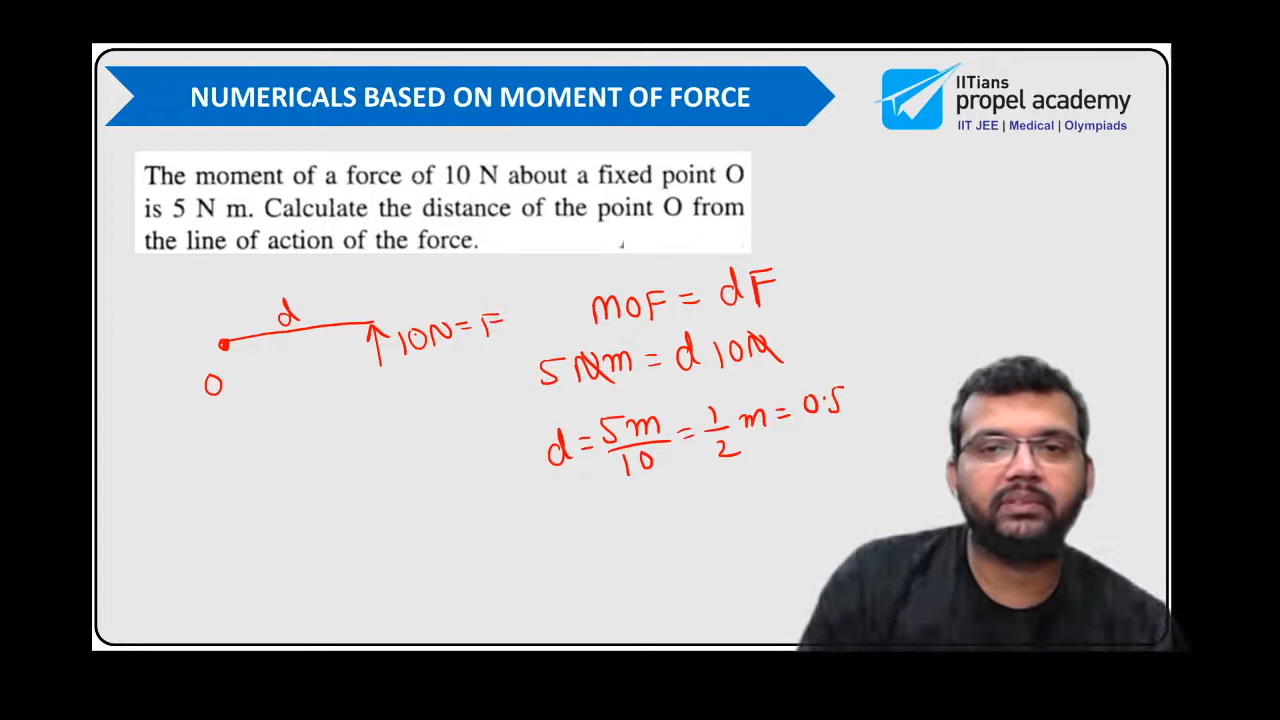 NUMERICALS BASED ON MOMENT OF FORCE
IITians
propel academy
IIT JEE | Medical | Olympiads
The moment of a force of 10 N about a fixed point O
is 5 N m. Calculate the distance of the point O from
the line of action of the force.
d
10N = F
O
MOF = dF
5Nm = d 10N
d = 5m/10 = 1/2 m = 0.5